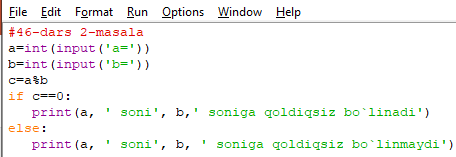 File Edit Format Run Options Window Help
#46-dars 2-masala
a=int(input('a='))
b=int(input('b='))
c=a%b
if c==0:
    print(a, ' soni', b,' soniga qoldiqsiz bo`linadi')
else:
    print(a, ' soni', b, ' soniga qoldiqsiz bo`linmaydi')